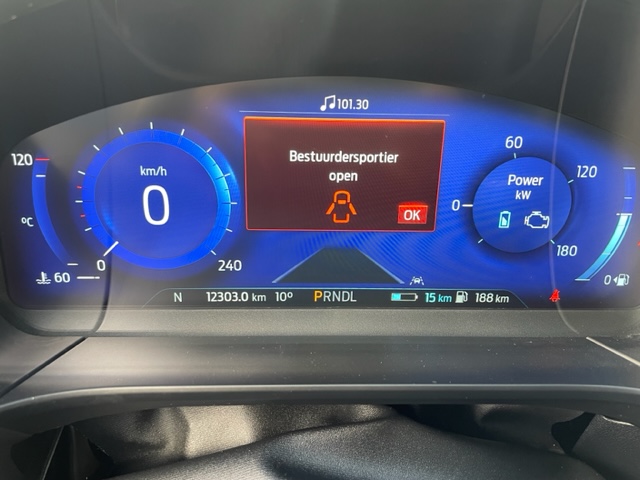 101.30
120
°C
60
km/h
0
0
240
Bestuurdersportier
open
OK
60
120
Power
kW
0
180
0
N 12303.0 km 10° PRNDL 15 km 188 km